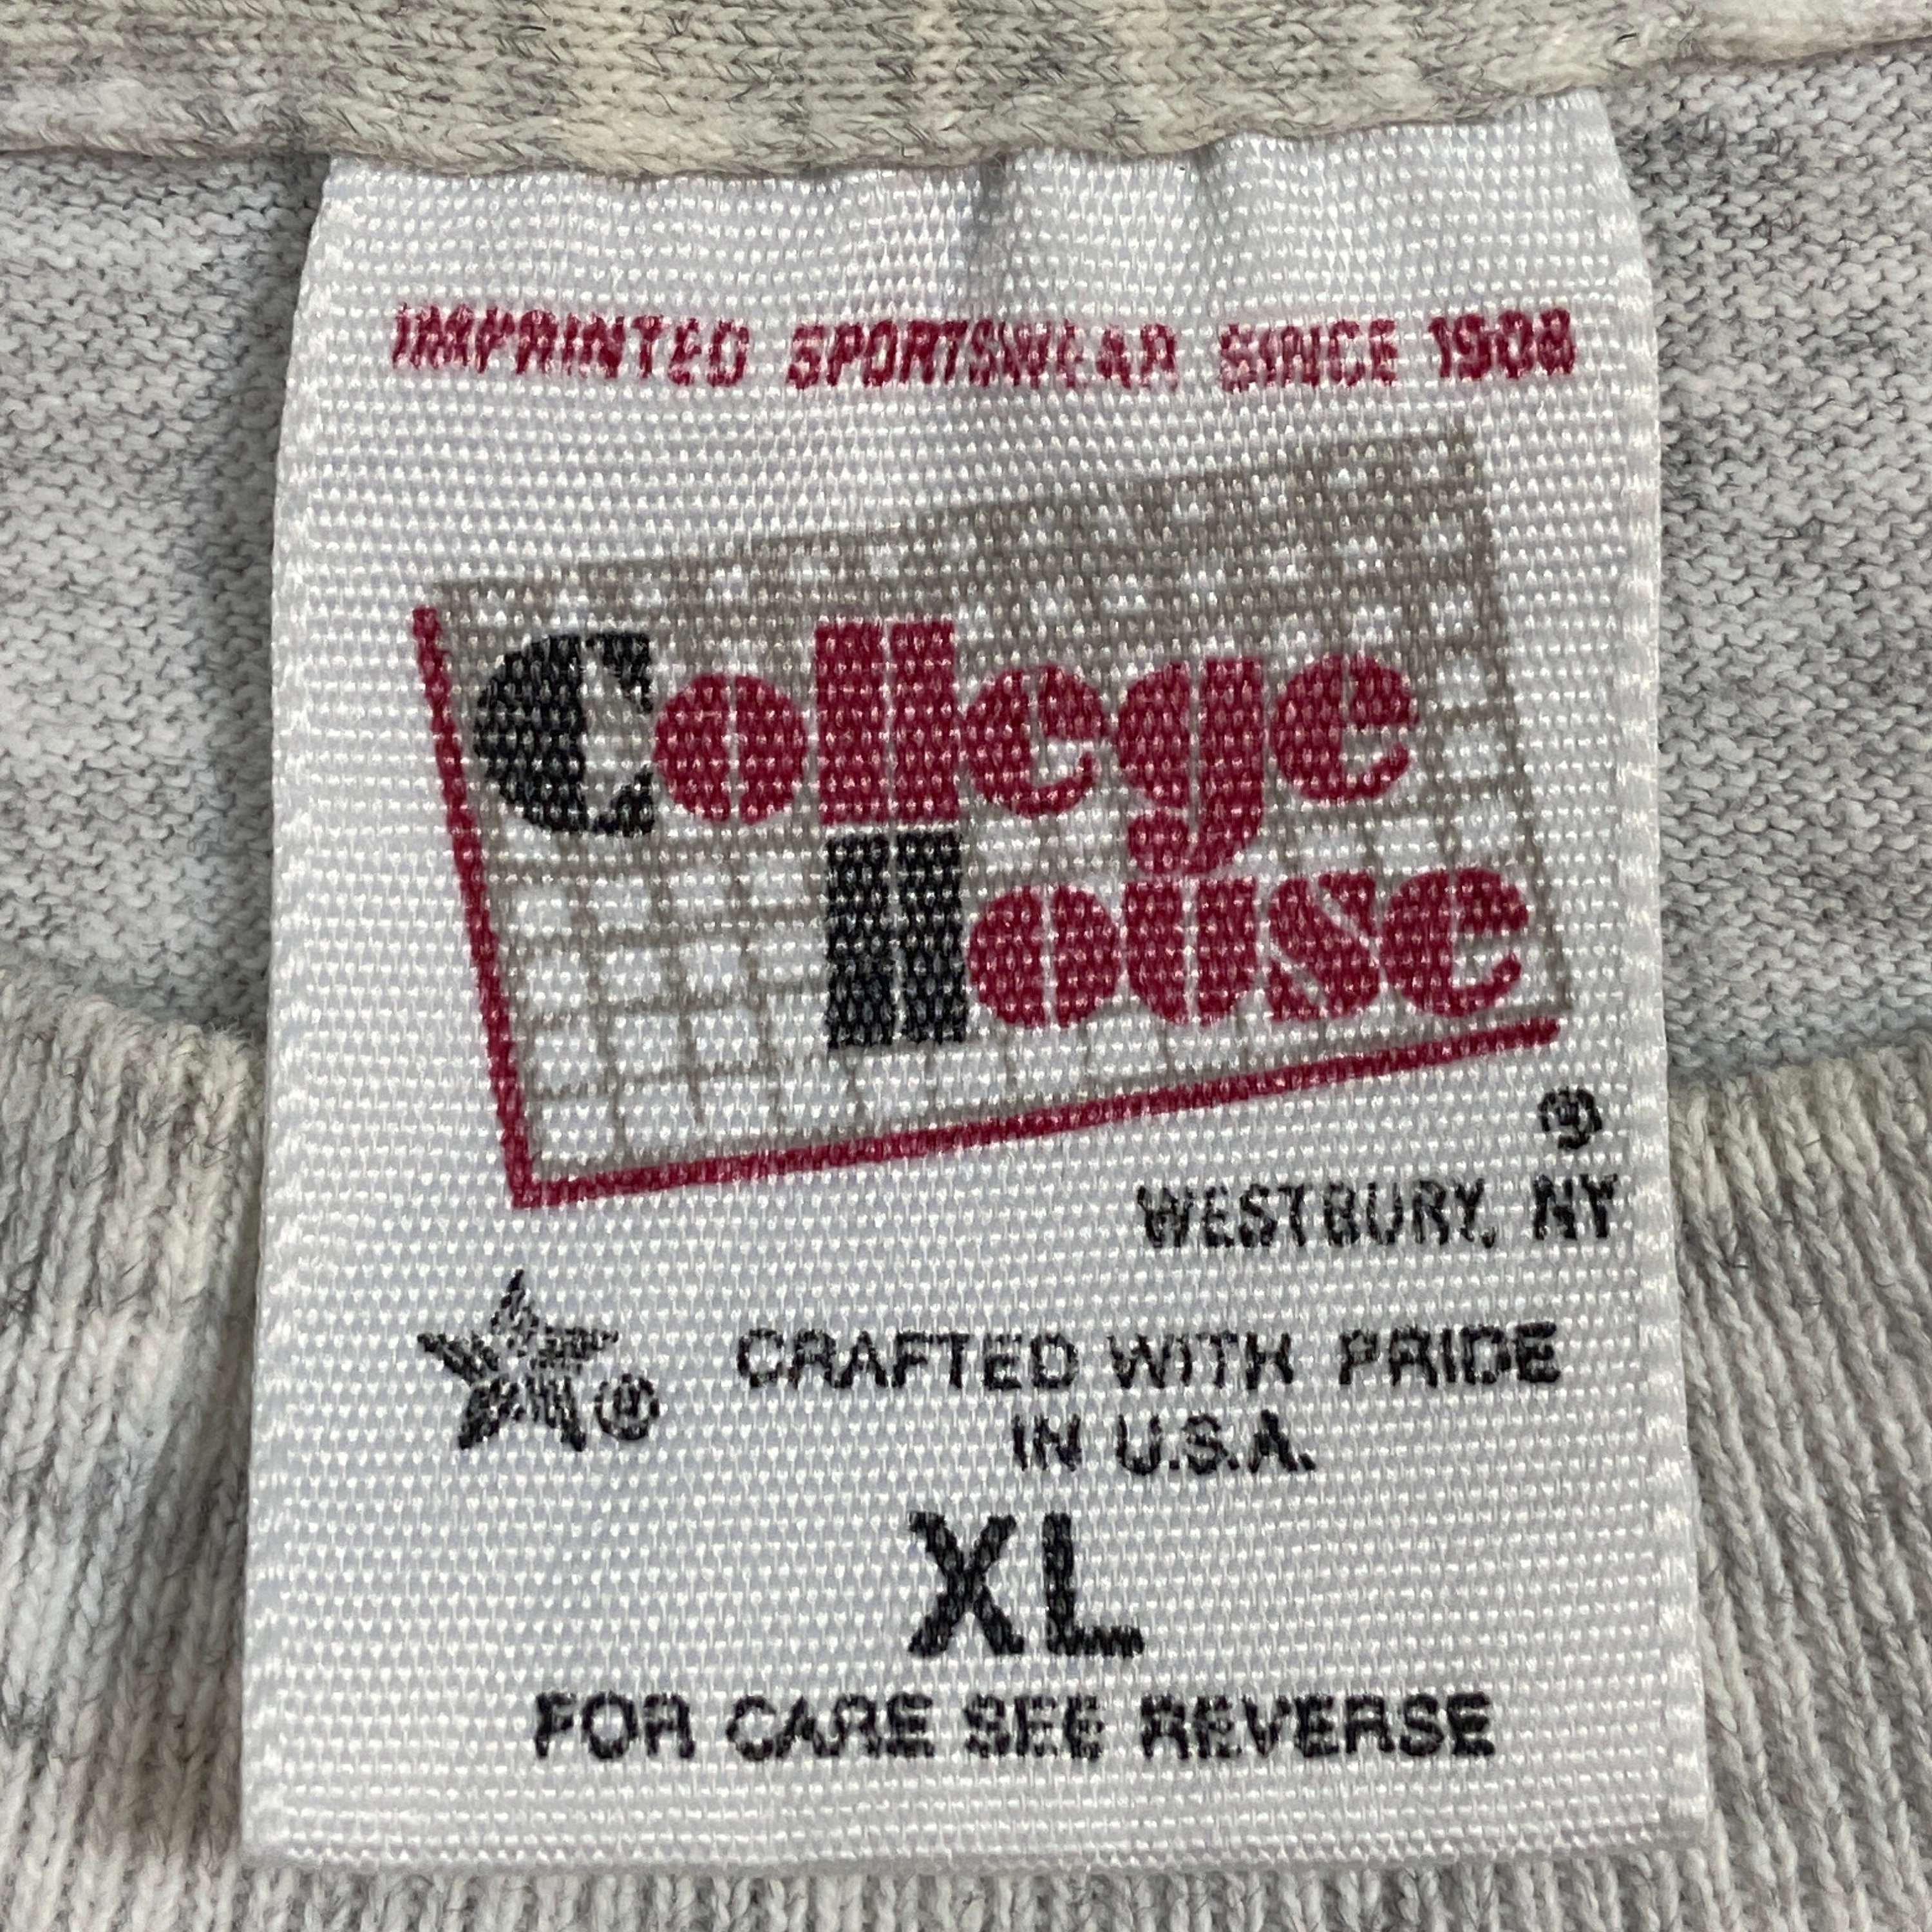 IMPRINTED SPORTSWEAR SINCE 1908
College
House
®
WESTBURY, NY
® CRAFTED WITH PRIDE
IN U.S.A.
XL
FOR CARE SEE REVERSE